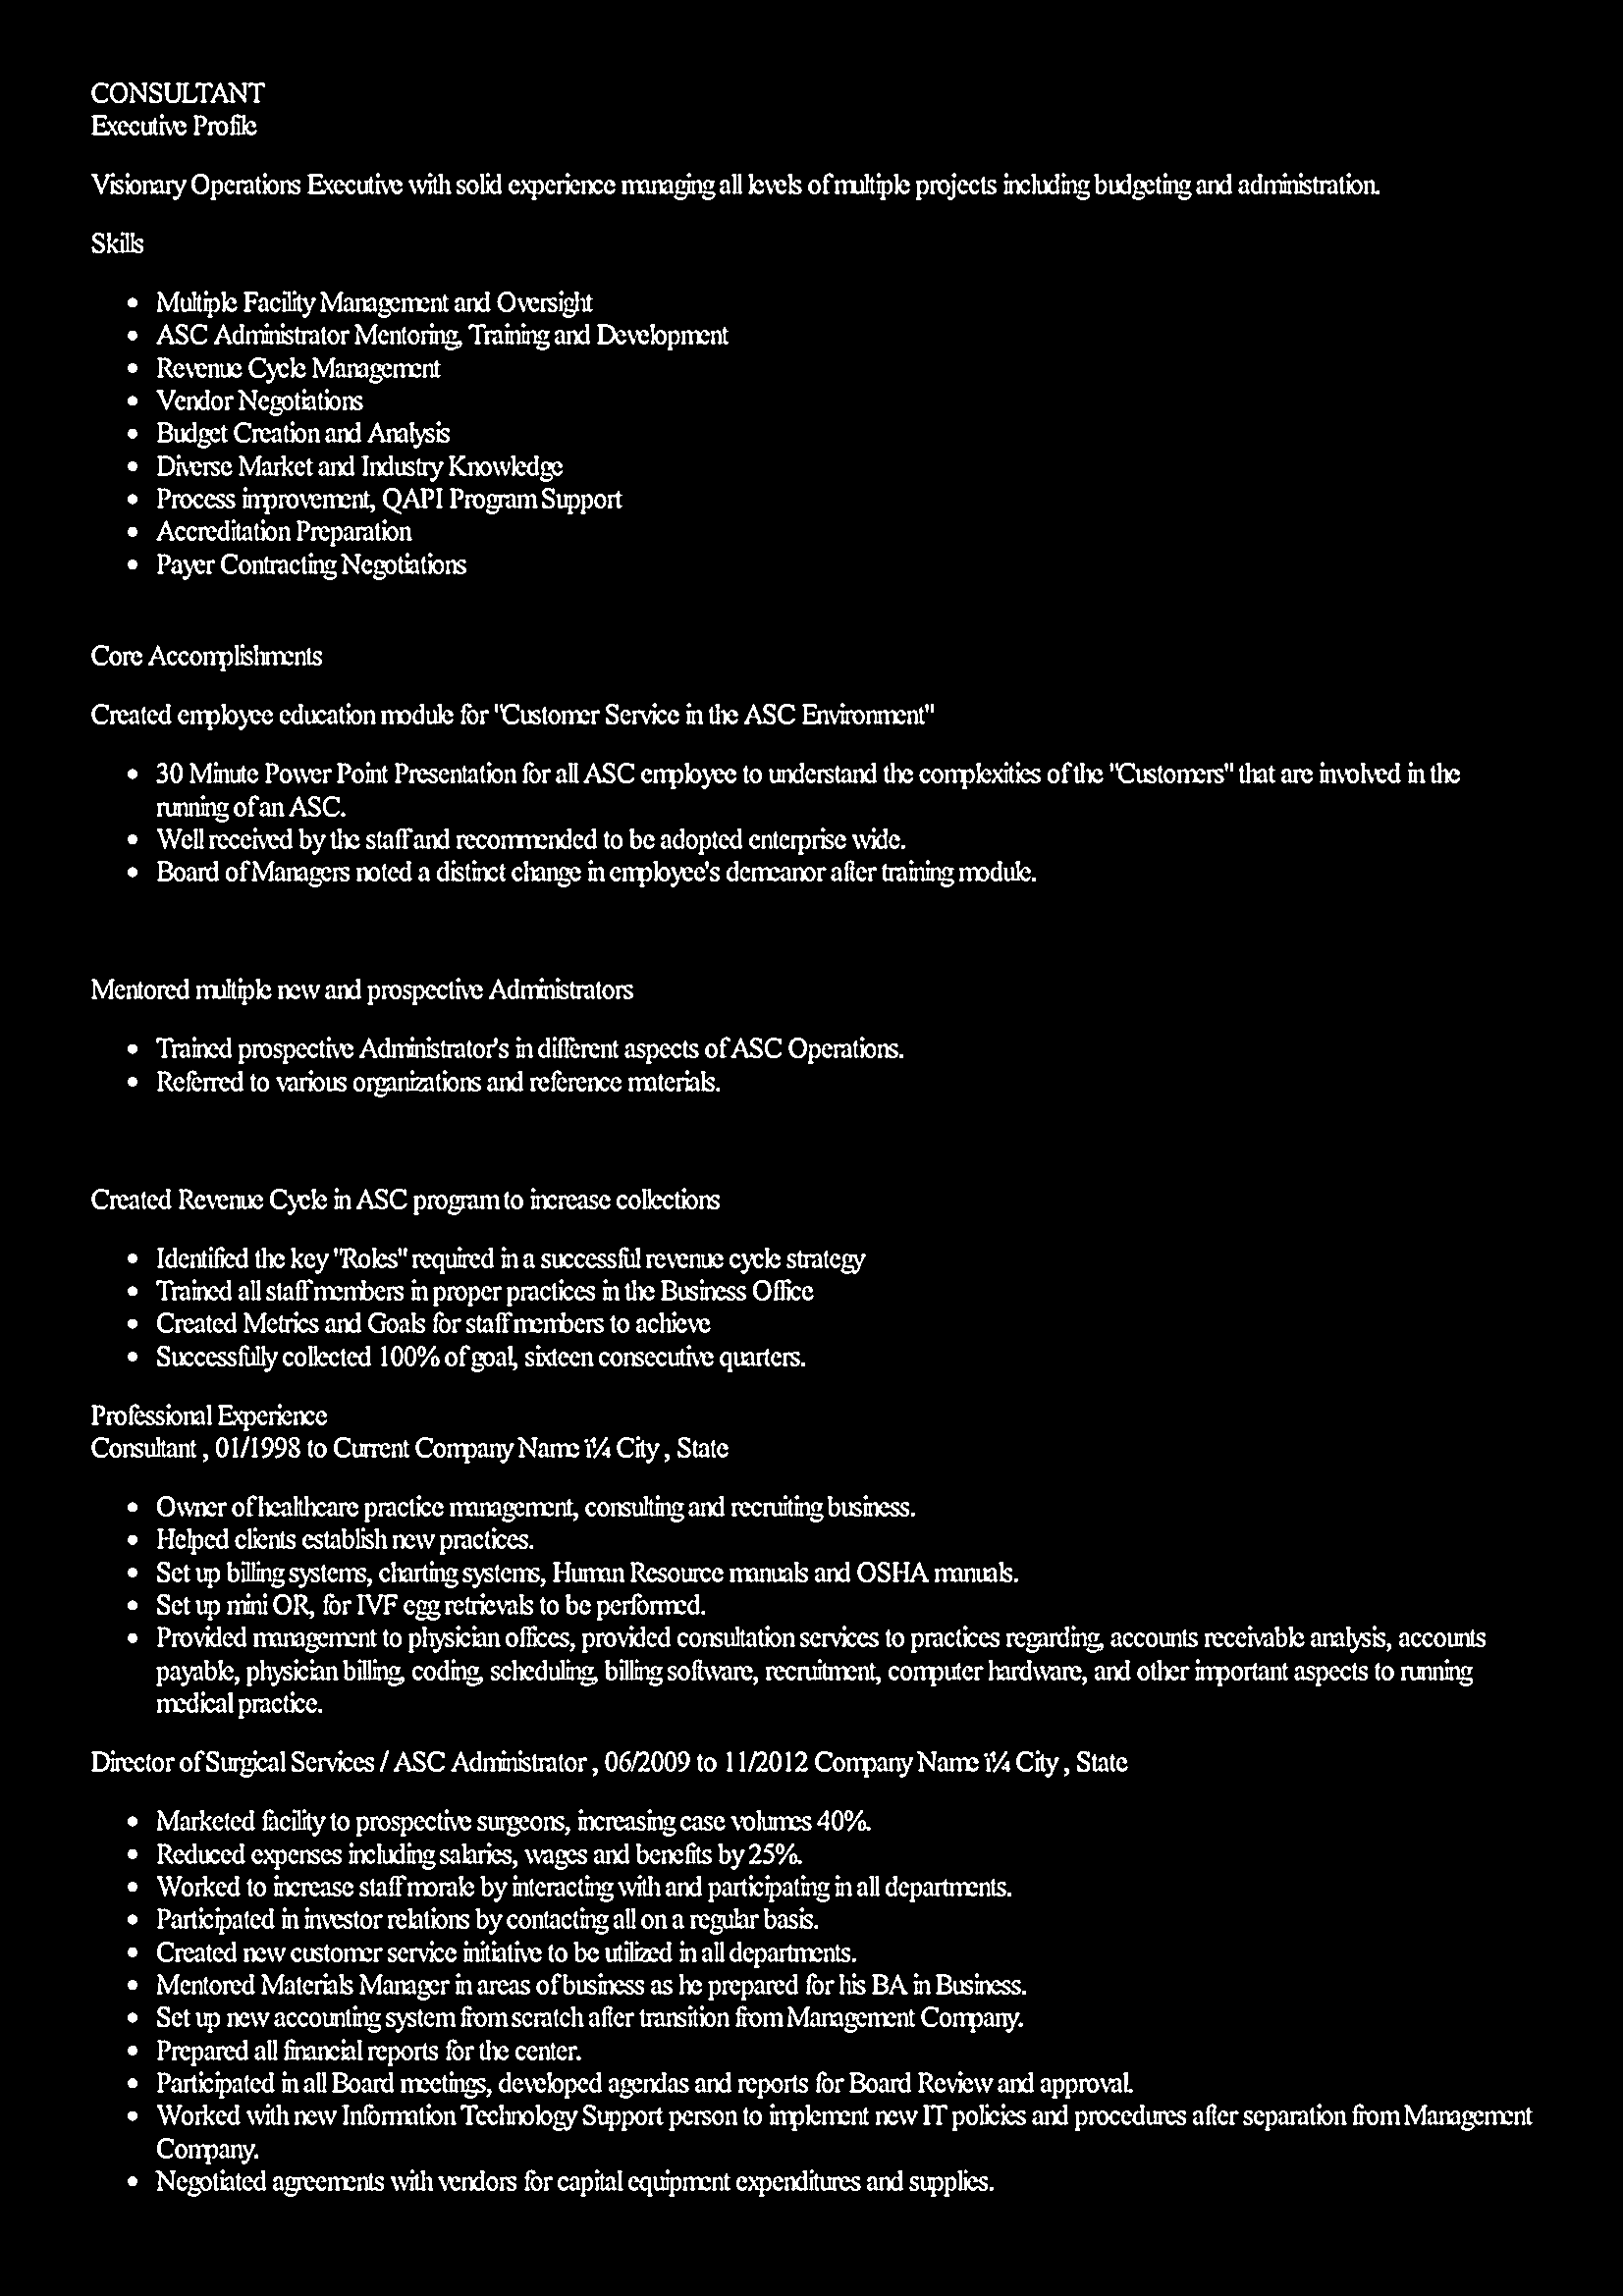 CONSULTANT
Executive Profile
Visionary Operations Executive with solid experience managing all levels of multiple projects including budgeting and administration.
Skills
• Multiple Facility Management and Oversight
• ASC Administrator Mentoring, Training and Development
• Revenue Cycle Management
• Vendor Negotiations
• Budget Creation and Analysis
• Diverse Market and Industry Knowledge
• Process improvement, QAPI Program Support
• Accreditation Preparation
• Payer Contracting Negotiations
Core Accomplishments
Created employee education module for "Customer Service in the ASC Environment"
• 30 Minute Power Point Presentation for all ASC employee to understand the complexities of the "Customers" that are involved in the
running of an ASC.
• Well received by the staff and recommended to be adopted enterprise wide.
• Board of Managers noted a distinct change in employee's demeanor after training module.
Mentored multiple new and prospective Administrators
• Trained prospective Administrator's in different aspects of ASC Operations.
• Referred to various organizations and reference materials.
Created Revenue Cycle in ASC program to increase collections
• Identified the key "Roles" required in a successful revenue cycle strategy
• Trained all staff members in proper practices in the Business Office
• Created Metrics and Goals for staff members to achieve
• Successfully collected 100% of goal, sixteen consecutive quarters.
Professional Experience
Consultant , 01/1998 to Current Company Name ï¼ City , State
• Owner of healthcare practice management, consulting and recruiting business.
• Helped clients establish new practices.
• Set up billing systems, charting systems, Human Resource manuals and OSHA manuals.
• Set up mini OR, for IVF egg retrievals to be performed.
• Provided management to physician offices, provided consultation services to practices regarding, accounts receivable analysis, accounts
payable, physician billing, coding, scheduling, billing software, recruitment, computer hardware, and other important aspects to running
medical practice.
Director of Surgical Services / ASC Administrator , 06/2009 to 11/2012 Company Name ï¼ City , State
• Marketed facility to prospective surgeons, increasing case volumes 40%.
• Reduced expenses including salaries, wages and benefits by 25%.
• Worked to increase staff morale by interacting with and participating in all departments.
• Participated in investor relations by contacting all on a regular basis.
• Created new customer service initiative to be utilized in all departments.
• Mentored Materials Manager in areas of business as he prepared for his BA in Business.
• Set up new accounting system from scratch after transition from Management Company.
• Prepared all financial reports for the center.
• Participated in all Board meetings, developed agendas and reports for Board Review and approval.
• Worked with new Information Technology Support person to implement new IT policies and procedures after separation from Management
Company.
• Negotiated agreements with vendors for capital equipment expenditures and supplies.